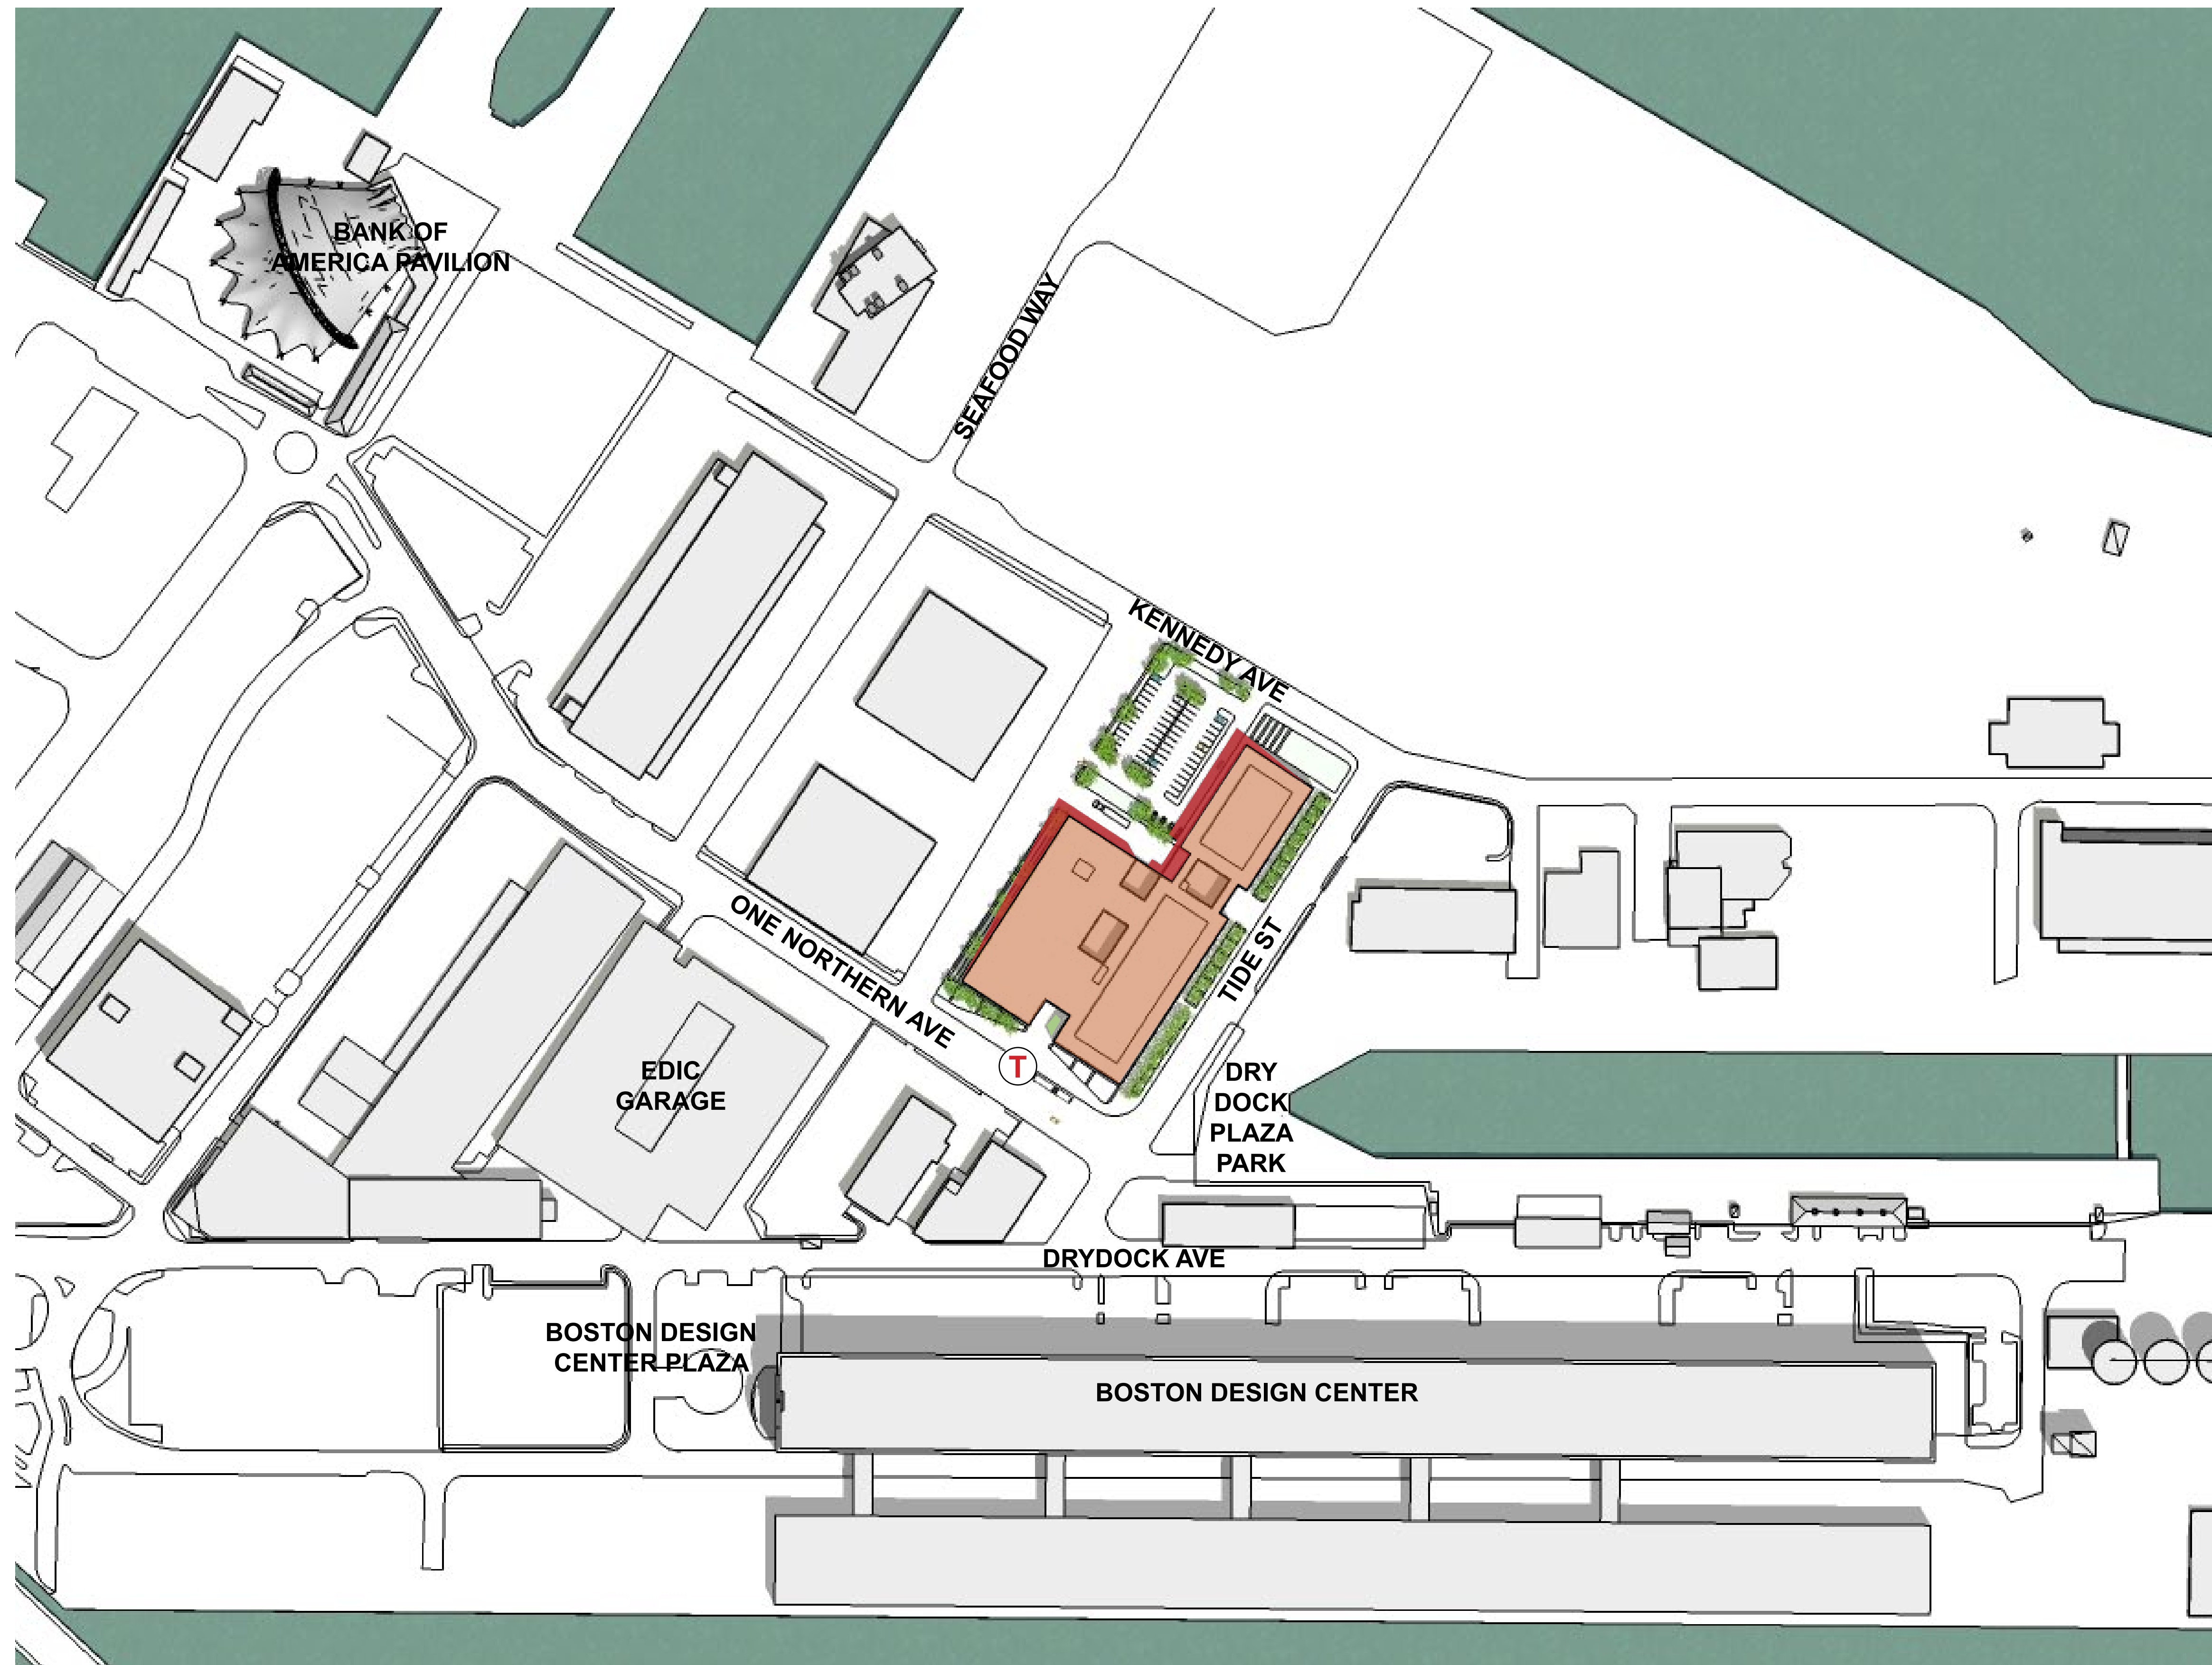 BANK OF
AMERICA PAVILION
SEAFOOD WAY
KENNEDY AVE
ONE NORTHERN AVE
TIDE ST
T
EDIC
GARAGE
DRY
DOCK
PLAZA
PARK
DRYDOCK AVE
BOSTON DESIGN
CENTER PLAZA
BOSTON DESIGN CENTER